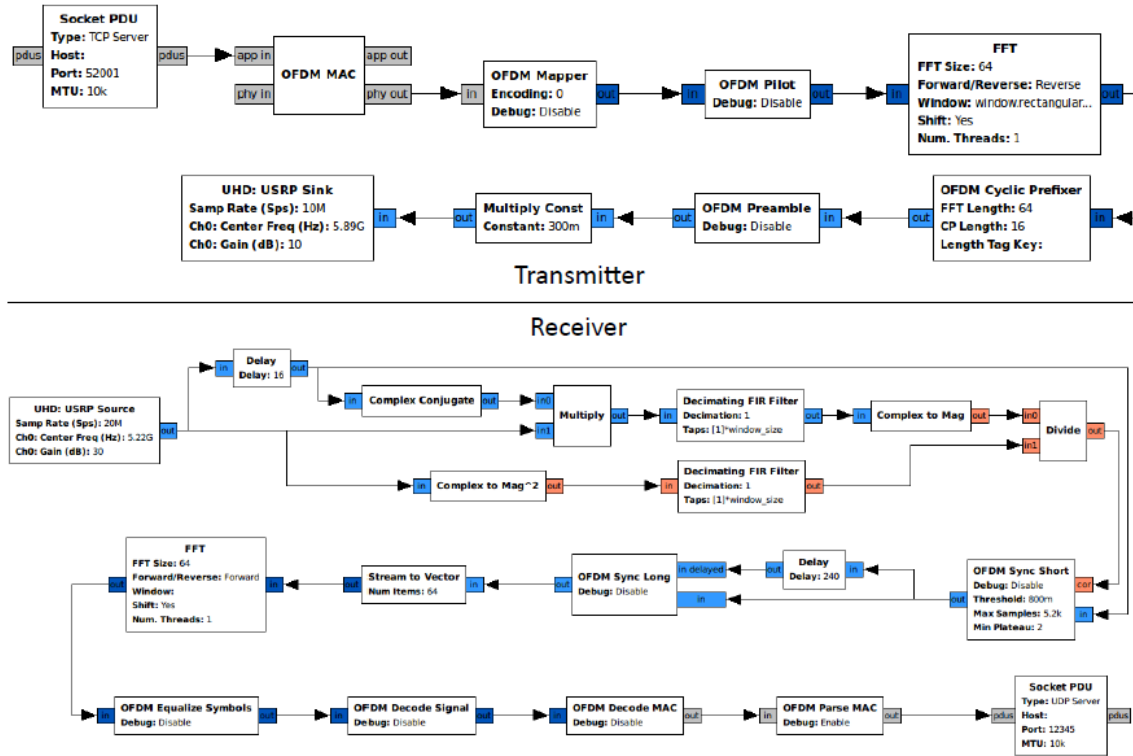 Socket PDU
Type: TCP Server
Host:
Port: 52001
MTU: 10k
pdus
pdus
app in
app out
OFDM MAC
phy in
phy out
in
OFDM Mapper
Encoding: 0
Debug: Disable
out
in
OFDM Pilot
Debug: Disable
out
in
FFT
FFT Size: 64
Forward/Reverse: Reverse
Window: window.rectangular...
Shift: Yes
Num. Threads: 1
out
UHD: USRP Sink
Samp Rate (Sps): 10M
Ch0: Center Freq (Hz): 5.89G
Ch0: Gain (dB): 10
in
out
Multiply Const
Constant: 300m
in
out
OFDM Preamble
Debug: Disable
in
out
OFDM Cyclic Prefixer
FFT Length: 64
CP Length: 16
Length Tag Key:
in
Transmitter
Receiver
UHD: USRP Source
Samp Rate (Sps): 20M
Ch0: Center Freq (Hz): 5.22G
Ch0: Gain (dB): 30
out
in
Delay
Delay: 16
out
in
Complex Conjugate
out
in0
in1
Multiply
out
in
Decimating FIR Filter
Decimation: 1
Taps: [1]*window_size
out
in
Complex to Mag
out
in0
in1
Divide
out
in
Complex to Mag^2
out
in
Decimating FIR Filter
Decimation: 1
Taps: [1]*window_size
out
out
FFT
FFT Size: 64
Forward/Reverse: Forward
Window:
Shift: Yes
Num. Threads: 1
in
out
Stream to Vector
Num Items: 64
in
out
OFDM Sync Long
Debug: Disable
in delayed
in
out
Delay
Delay: 240
in
out
OFDM Sync Short
Debug: Disable
Threshold: 800m
Max Samples: 5.2k
Min Plateau: 2
cor
in
in
OFDM Equalize Symbols
Debug: Disable
out
in
OFDM Decode Signal
Debug: Disable
out
in
OFDM Decode MAC
Debug: Disable
out
in
OFDM Parse MAC
Debug: Enable
out
pdus
Socket PDU
Type: UDP Server
Host:
Port: 12345
MTU: 10k
pdus